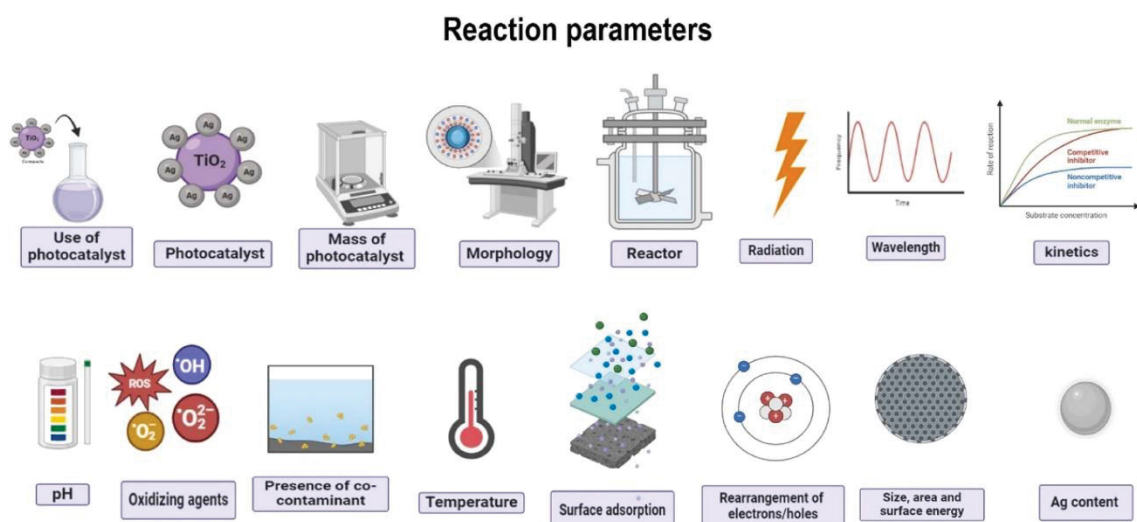 Reaction parameters
Ag
Ag
Ag
Ag
Ag
Ag
Ag
TiO2
Normal enzyme
Competitive
inhibitor
Noncompetitive
inhibitor
Rate of reaction
Substrate concentration
Frequency
Time
Use of
photocatalyst
Photocatalyst
Mass of
photocatalyst
Morphology
Reactor
Radiation
Wavelength
kinetics
ROS
•OH
•O2−
•O2 2−
pH
Oxidizing agents
Presence of co-
contaminant
Temperature
Surface adsorption
Rearrangement of
electrons/holes
Size, area and
surface energy
Ag content